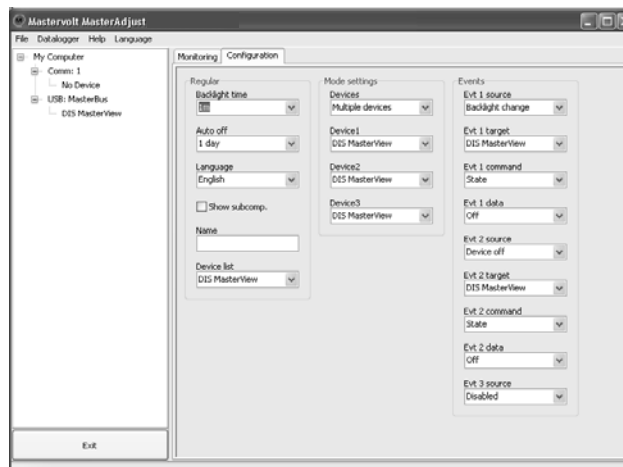 Mastervolt MasterAdjust
File Datalogger Help Language
My Computer
Comm: 1
No Device
USB: MasterBus
DIS MasterView
Exit
Monitoring Configuration
Regular
Backlight time
Auto off
1 day
Language
English
Show subcomp.
Name
Device list
DIS MasterView
Mode settings
Devices
Multiple devices
Device1
DIS MasterView
Device2
DIS MasterView
Device3
DIS MasterView
Events
Evt 1 source
Backlight change
Evt 1 target
DIS MasterView
Evt 1 command
State
Evt 1 data
Off
Evt 2 source
Device off
Evt 2 target
DIS MasterView
Evt 2 command
State
Evt 2 data
Off
Evt 3 source
Disabled